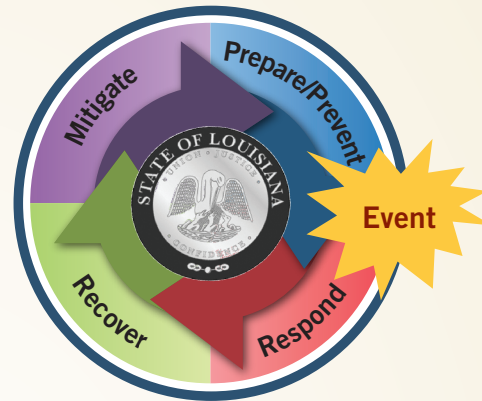 Mitigate
Prepare/Prevent
Event
Respond
Recover
STATE OF LOUISIANA
UNION · JUSTICE
CONFIDENCE